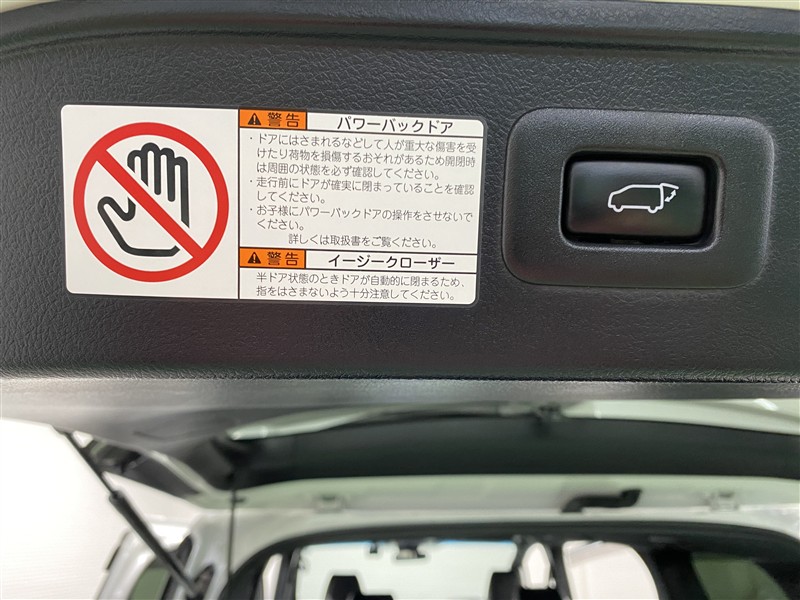 警告 パワーバックドア
・ドアにはさまれるなどして人が重大な傷害を受
けたり荷物を損傷するおそれがあるため開閉時
は周囲の状態を必ず確認してください。
・走行前にドアが確実に閉まっていることを確認
してください。
・お子様にパワーバックドアの操作をさせないで
ください。
詳しくは取扱書をご覧ください。
警告 イージークローザー
半ドア状態のときドアが自動的に閉まるため、
指をはさまないよう十分注意してください。